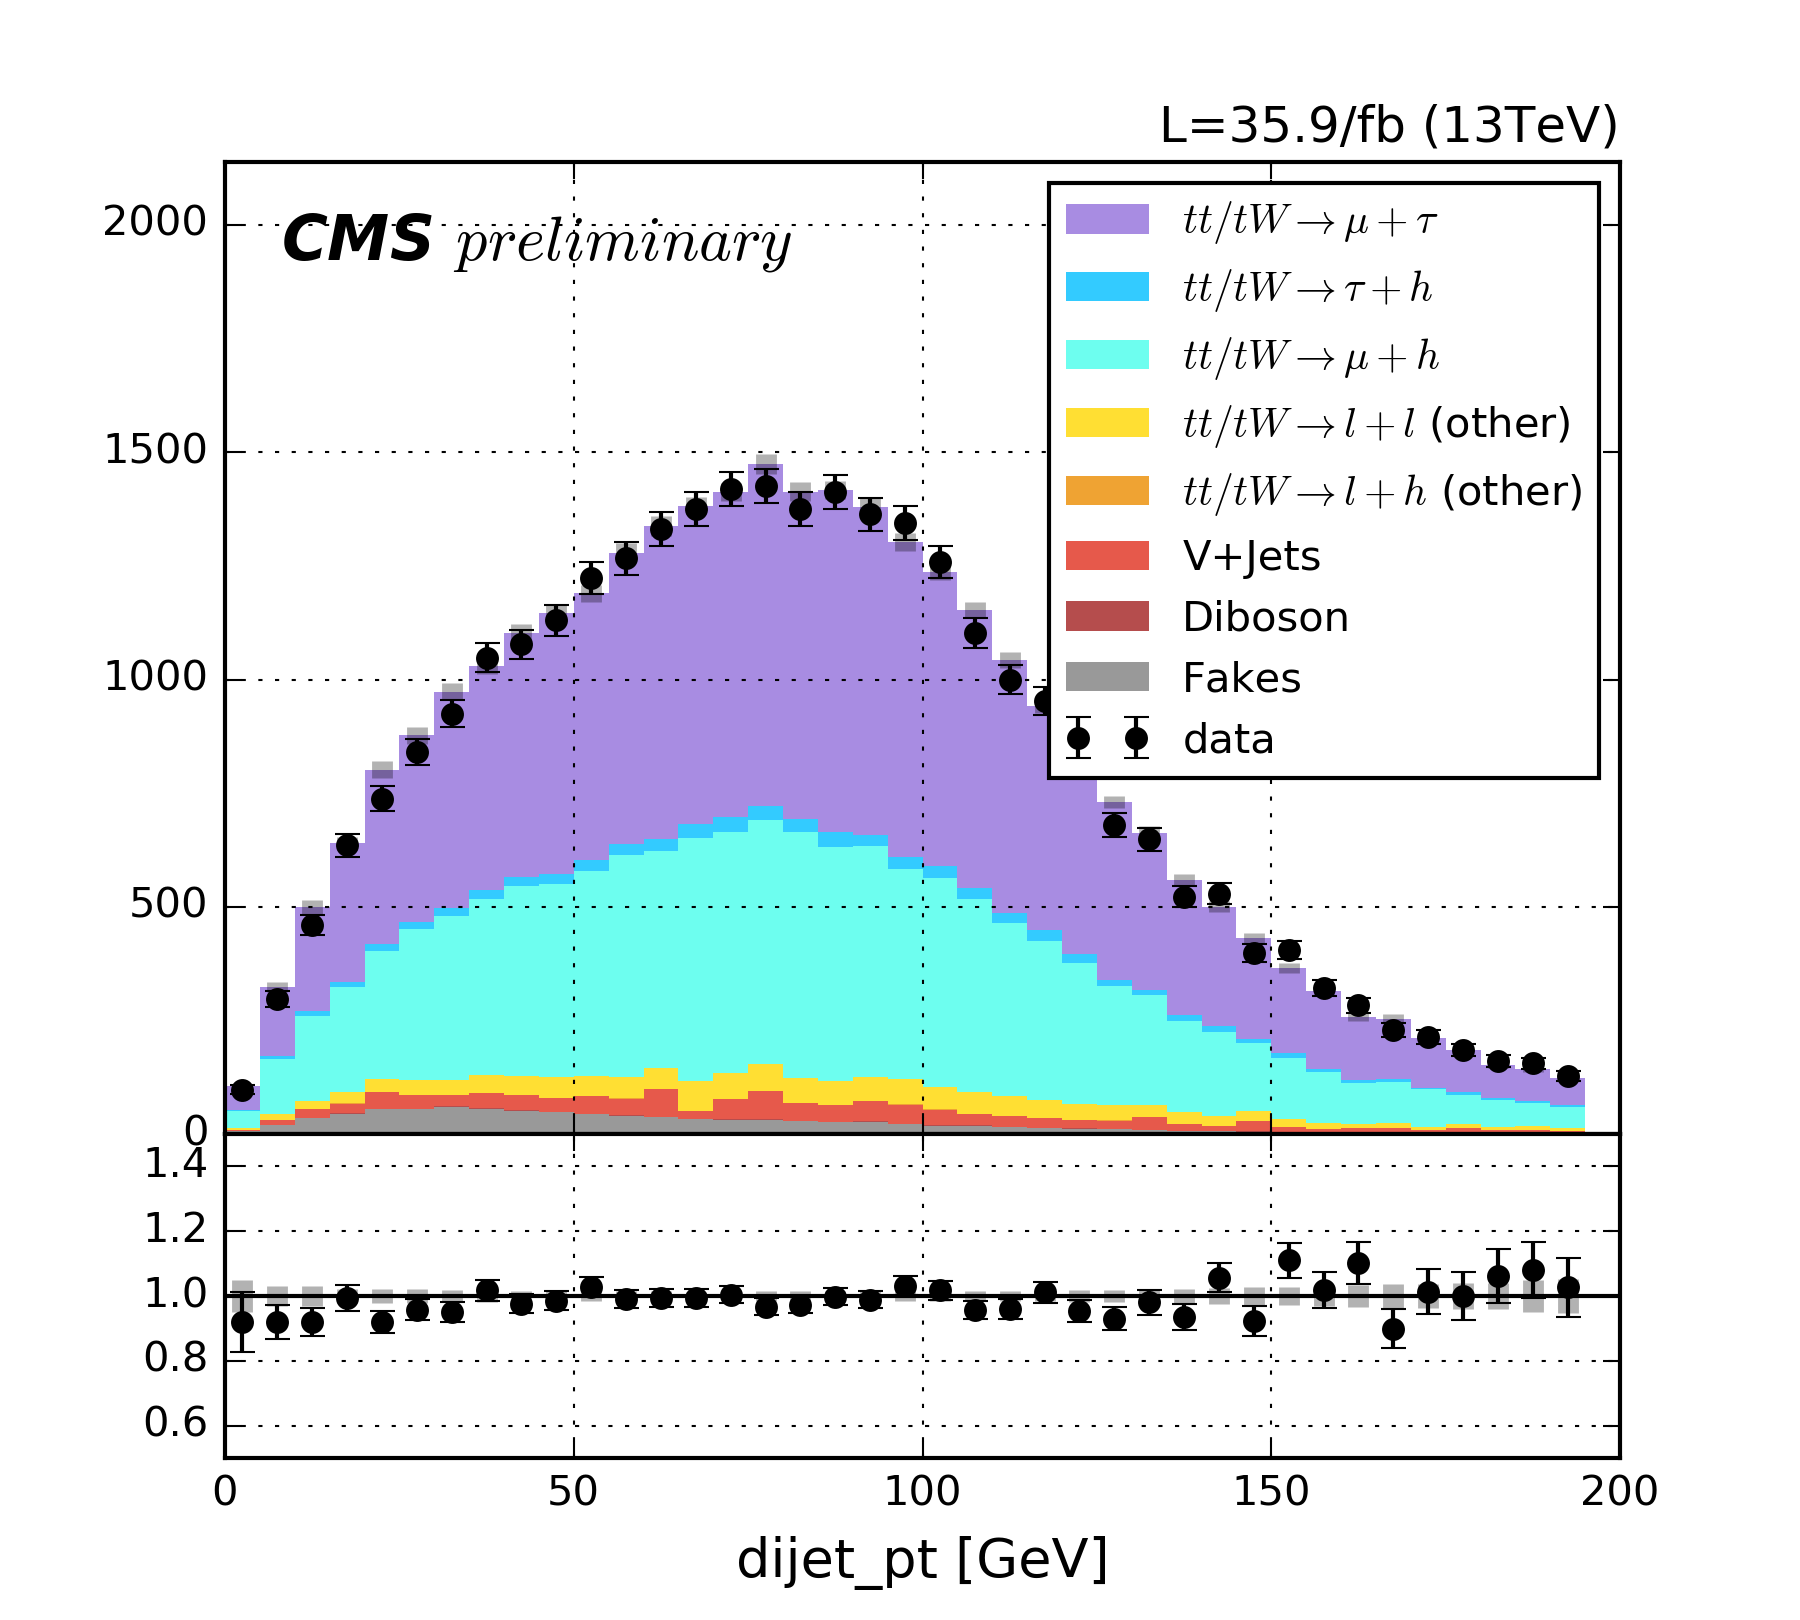 L=35.9/fb (13TeV)
CMS preliminary
2000
1500
1000
500
0
tt/tW→μ+τ
tt/tW→τ+h
tt/tW→μ+h
tt/tW→l+l (other)
tt/tW→l+h (other)
V+Jets
Diboson
Fakes
data
1.4
1.2
1.0
0.8
0.6
0 50 100 150 200
dijet_pt [GeV]